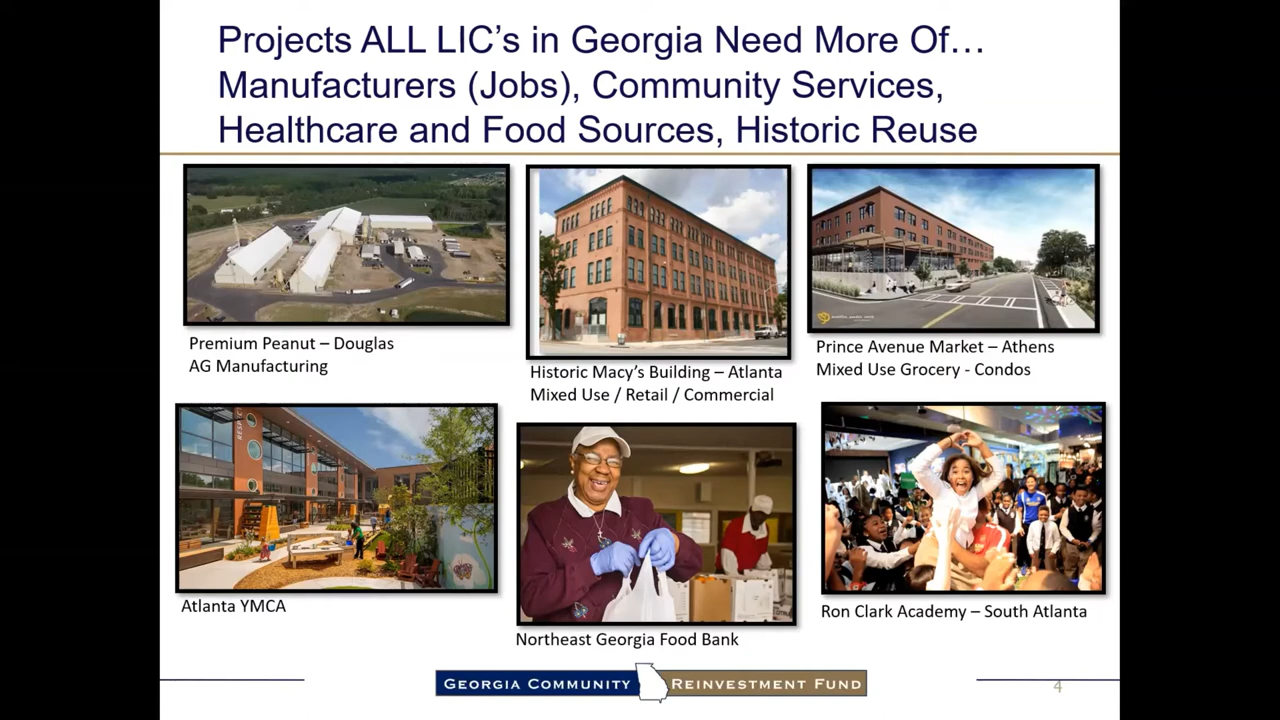 Projects ALL LIC's in Georgia Need More Of…
Manufacturers (Jobs), Community Services,
Healthcare and Food Sources, Historic Reuse
Premium Peanut – Douglas
AG Manufacturing
Historic Macy's Building – Atlanta
Mixed Use / Retail / Commercial
Prince Avenue Market – Athens
Mixed Use Grocery - Condos
RESP
Atlanta YMCA
Northeast Georgia Food Bank
Ron Clark Academy – South Atlanta
GEORGIA COMMUNITY REINVESTMENT FUND
4